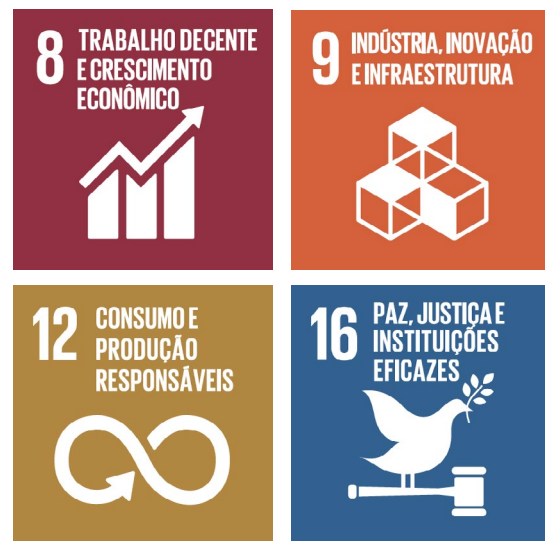 8 TRABALHO DECENTE
E CRESCIMENTO
ECONÔMICO
9 INDÚSTRIA, INOVAÇÃO
E INFRAESTRUTURA
12 CONSUMO E
PRODUÇÃO
RESPONSÁVEIS
16 PAZ, JUSTIÇA E
INSTITUIÇÕES
EFICAZES